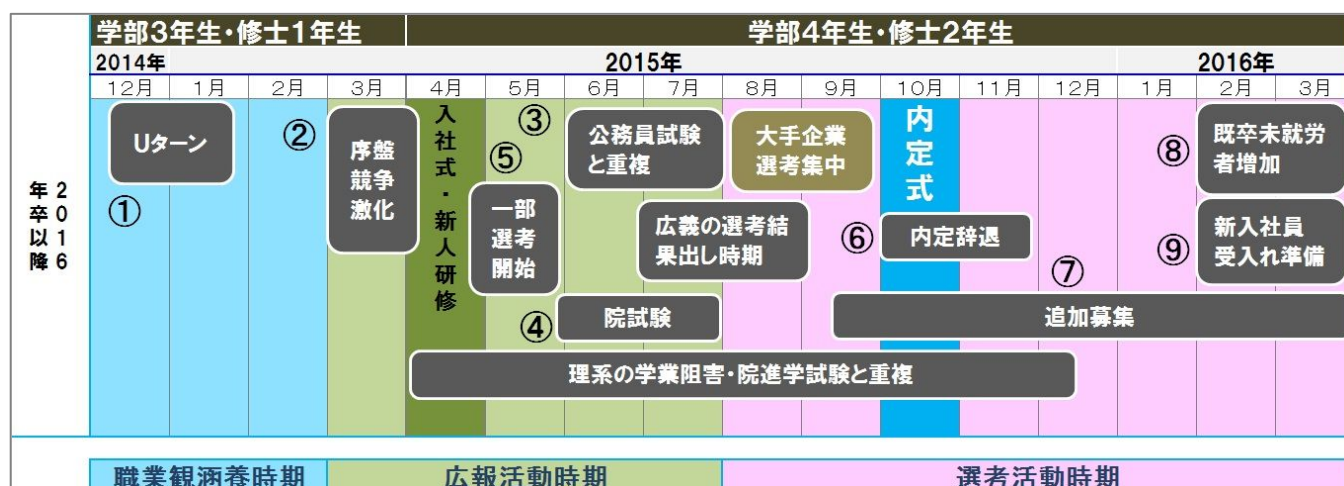 学部3年生・修士1年生
学部4年生・修士2年生
2014年
2015年
2016年
12月
1月
2月
3月
4月
5月
6月
7月
8月
9月
10月
11月
12月
1月
2月
3月
2016
年卒以降
Uターン
①
②
序盤
競争
激化
入社式・新人研修
③
⑤
一部
選考
開始
公務員試験
と重複
広義の選考結
果出し時期
④
院試験
大手企業
選考集中
内定式
⑥
内定辞退
⑦
追加募集
理系の学業阻害・院進学試験と重複
⑧
既卒未就労
者増加
⑨
新入社員
受入れ準備
職業観涵養時期
広報活動時期
選考活動時期